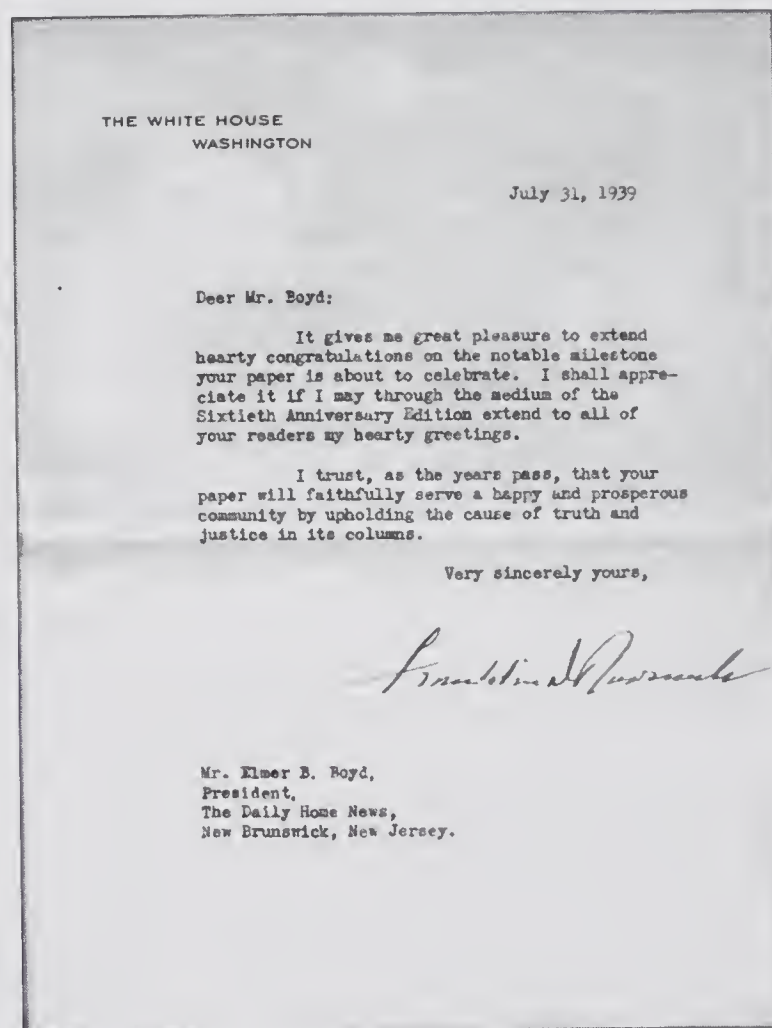 THE WHITE HOUSE
WASHINGTON
July 31, 1939
Dear Mr. Boyd:
It gives me great pleasure to extend
hearty congratulations on the notable milestone
your paper is about to celebrate. I shall appre-
ciate it if I may through the medium of the
Sixtieth Anniversary Edition extend to all of
your readers my hearty greetings.
I trust, as the years pass, that your
paper will faithfully serve a happy and prosperous
community by upholding the cause of truth and
justice in its columns.
Very sincerely yours,
Franklin D Roosevelt
Mr. Elmer B. Boyd,
President,
The Daily Home News,
New Brunswick, New Jersey.